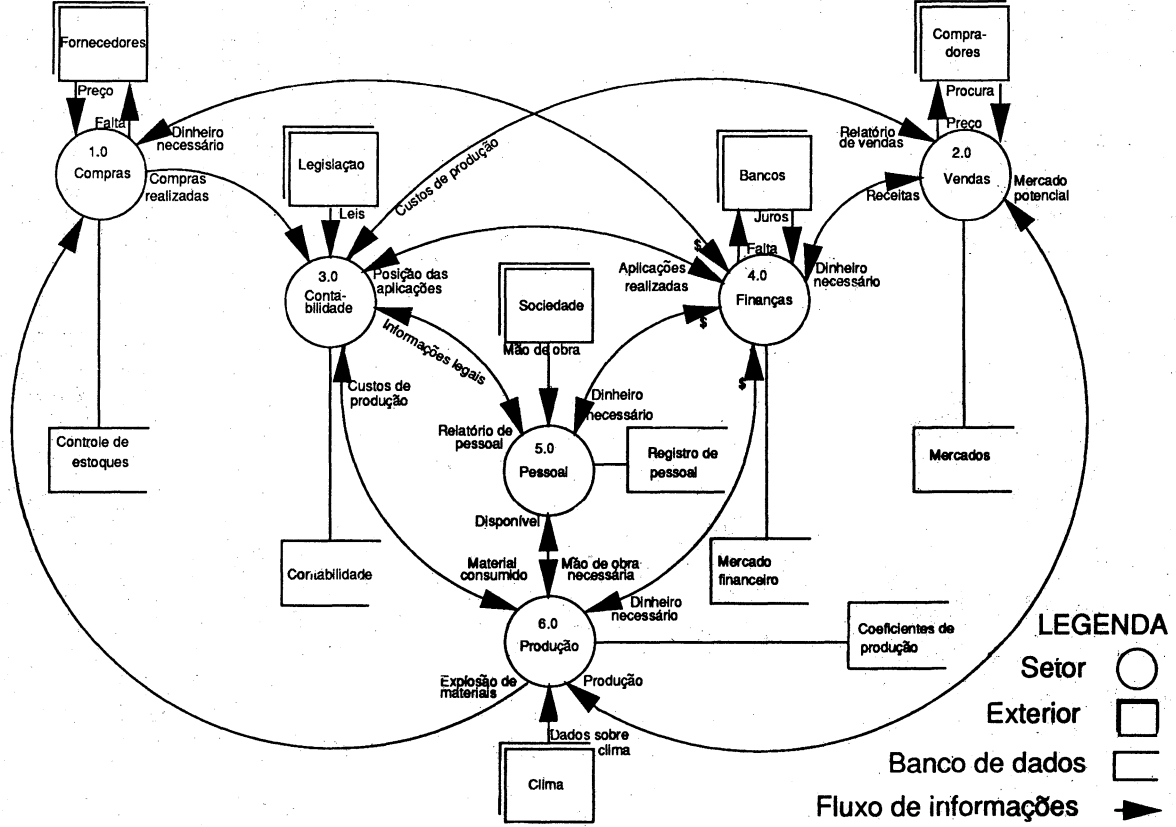 Fornecedores
Compra-
dores
Preço
Falta
Procura
Preço
Dinheiro
necessário
Relatório
de vendas
1.0
Compras
Legislação
Custos de produção
Bancos
2.0
Vendas
Compras
realizadas
Leis
Juros
Receitas
Mercado
potencial
$
Falta
3.0
Conta-
bilidade
Posição das
aplicações
Aplicações
realizadas
4.0
Finanças
Dinheiro
necessário
Sociedade
Informações legais
$
Mão de obra
Custos de
produção
$
Dinheiro
necessário
Relatório de
pessoal
5.0
Pessoal
Registro de
pessoal
Controle de
estoques
Mercados
Disponível
Material
consumido
Mão de obra
necessária
Contabilidade
Mercado
financeiro
Dinheiro
necessário
6.0
Produção
Coeficientes de
produção
Explosão de
materiais
Produção
Dados sobre
clima
Clima
LEGENDA
Setor
Exterior
Banco de dados
Fluxo de informações